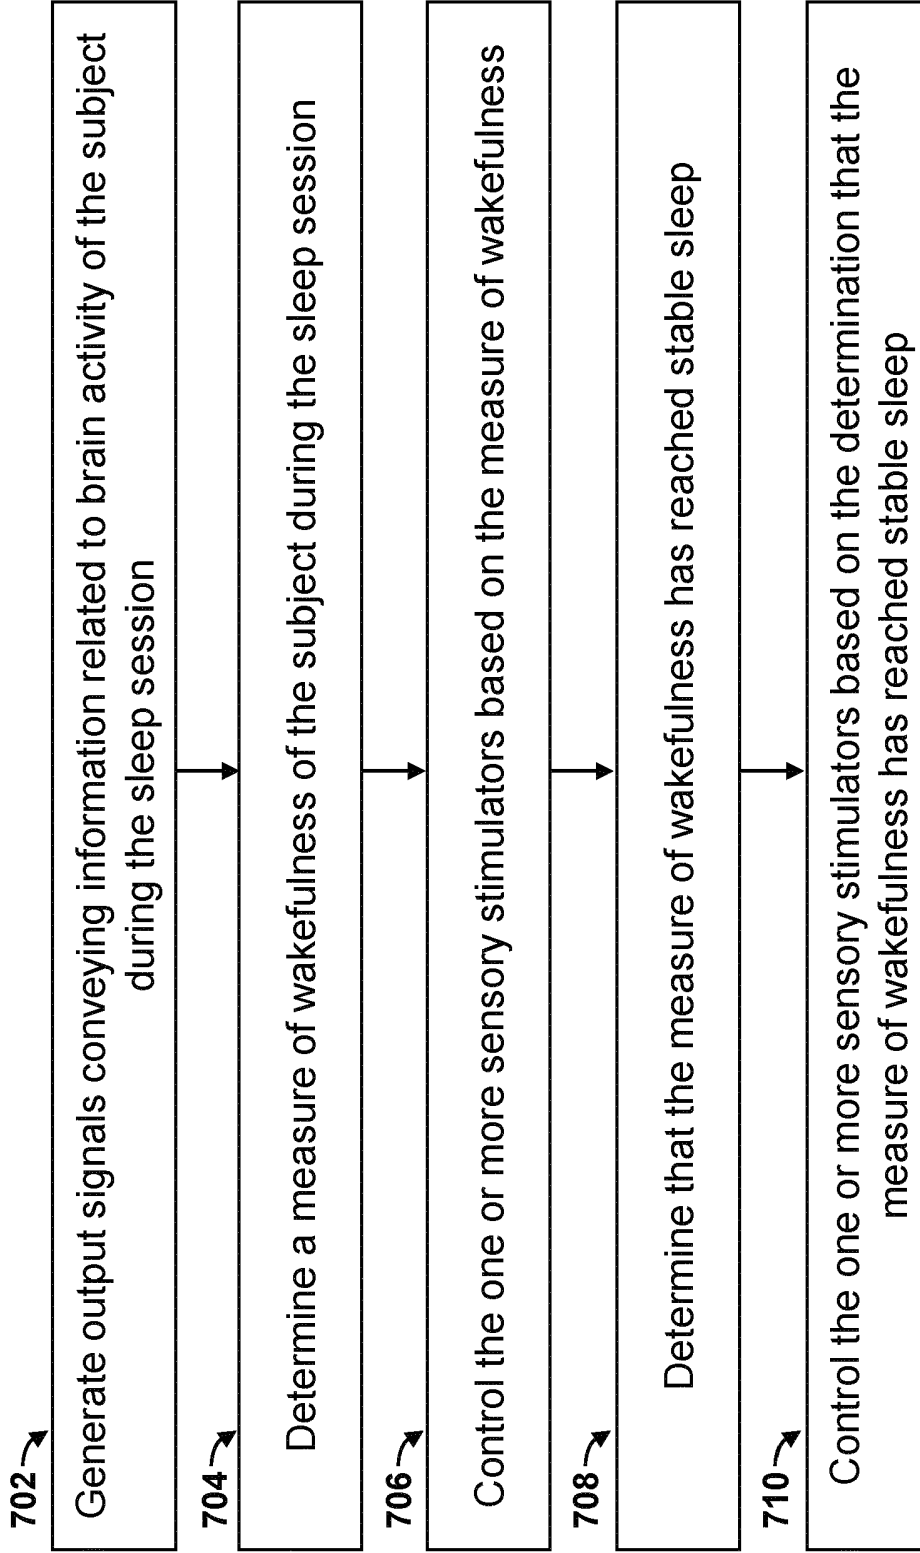 702
Generate output signals conveying information related to brain activity of the subject
during the sleep session
704
Determine a measure of wakefulness of the subject during the sleep session
706
Control the one or more sensory stimulators based on the measure of wakefulness
708
Determine that the measure of wakefulness has reached stable sleep
710
Control the one or more sensory stimulators based on the determination that the
measure of wakefulness has reached stable sleep